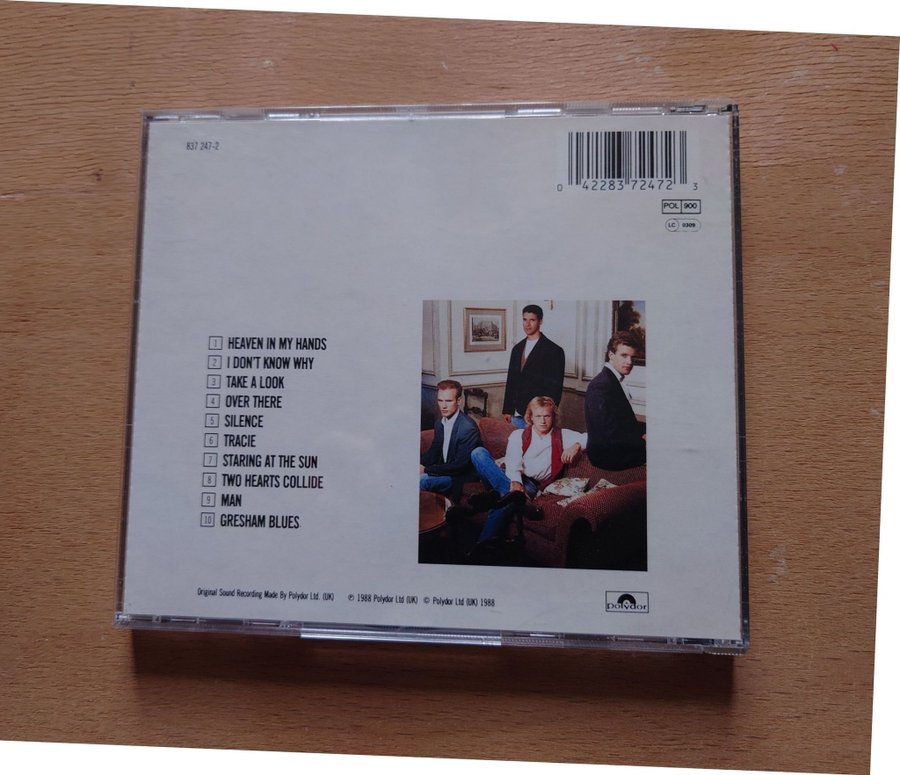 837 247-2
0 42283 72472 3
POL 900
LC 0309
1 HEAVEN IN MY HANDS
2 I DON'T KNOW WHY
3 TAKE A LOOK
4 OVER THERE
5 SILENCE
6 TRACIE
7 STARING AT THE SUN
8 TWO HEARTS COLLIDE
9 MAN
10 GRESHAM BLUES
Original Sound Recording Made By Polydor Ltd. (UK) ℗ 1988 Polydor Ltd (UK) © Polydor Ltd (UK) 1988
polydor